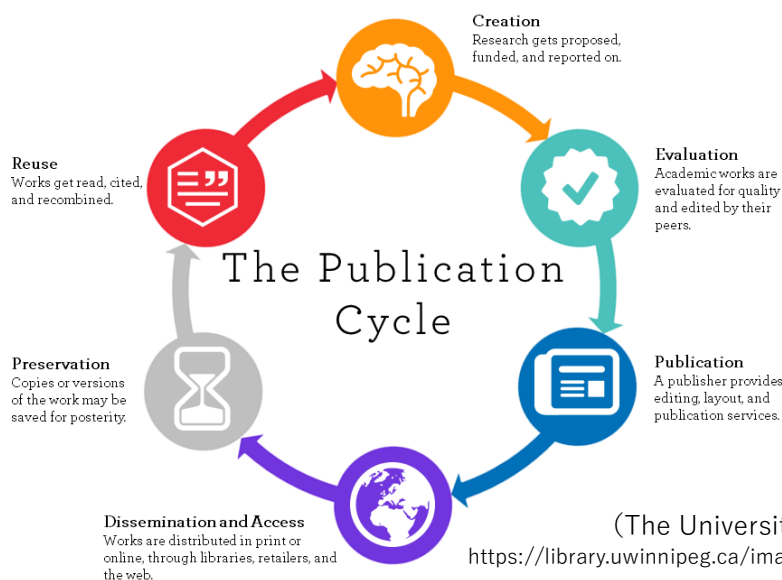 Creation
Research gets proposed,
funded, and reported on.
Evaluation
Academic works are
evaluated for quality
and edited by their
peers.
Publication
A publisher provides
editing, layout, and
publication services.
Dissemination and Access
Works are distributed in print or
online, through libraries, retailers, and
the web.
Preservation
Copies or versions
of the work may be
saved for posterity.
Reuse
Works get read, cited,
and recombined.
The Publication
Cycle
(The Universit
https://library.uwinnipeg.ca/ima